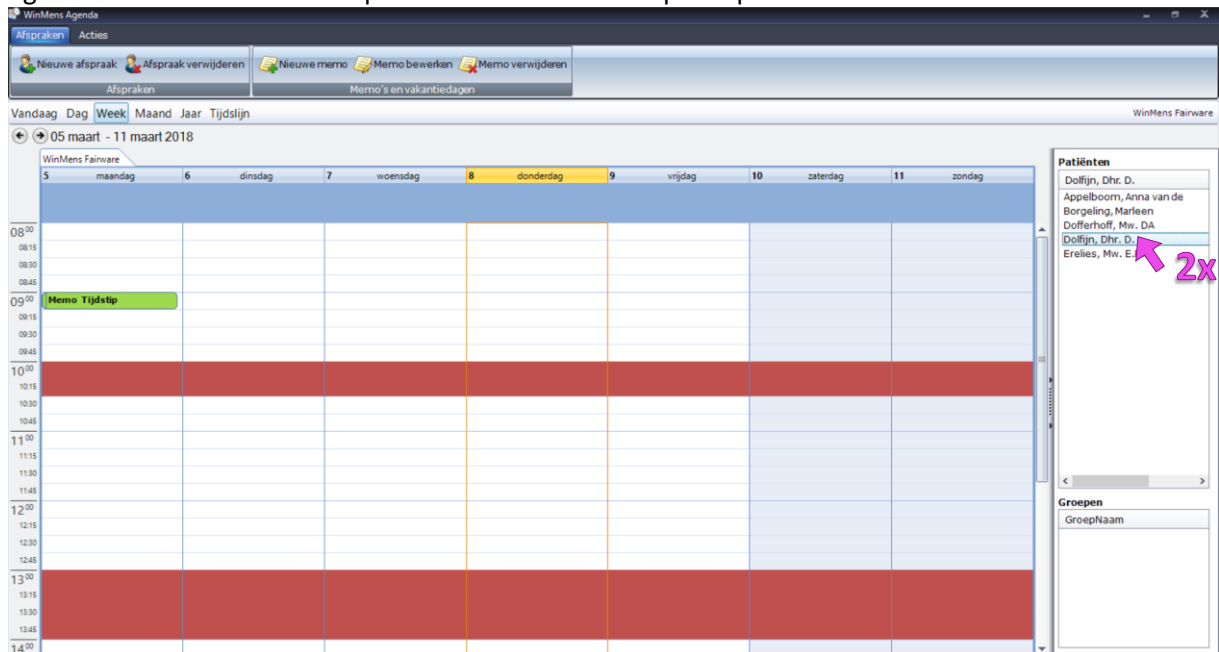 WinMens Agenda
Afspraken Acties
Nieuwe afspraak Afspraak verwijderen Nieuwe memo Memo bewerken Memo verwijderen
Afspraken Memo's en vakantiedagen
Vandaag Dag Week Maand Jaar Tijdslijn WinMens Fairware
05 maart - 11 maart 2018
WinMens Fairware
5 maandag 6 dinsdag 7 woensdag 8 donderdag 9 vrijdag 10 zaterdag 11 zondag
08 00
08:15
08:30
08:45
09 00 Memo Tijdstip
09:15
09:30
09:45
10 00
10:15
10:30
10:45
11 00
11:15
11:30
11:45
12 00
12:15
12:30
12:45
13 00
13:15
13:30
13:45
14 00
Patiënten
Dolfijn, Dhr. D.
Appelboom, Anna van de
Borgeling, Marleen
Dofferhoff, Mw. DA
Dolfijn, Dhr. D.
Erelies, Mw. E.
2x
Groepen
GroepNaam